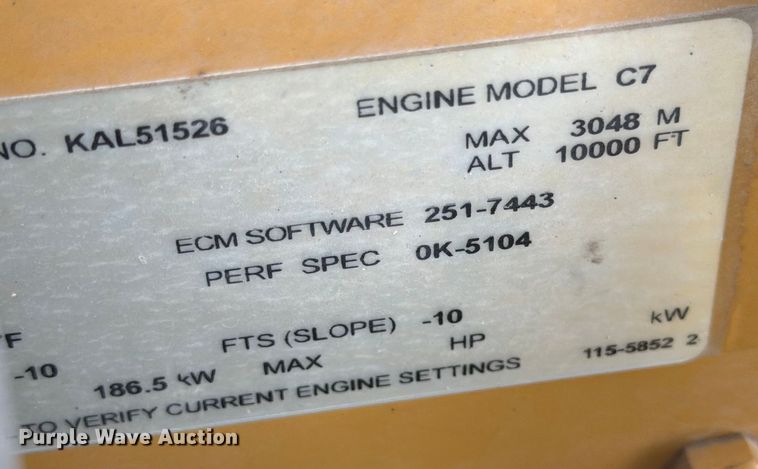 NO. KAL51526 ENGINE MODEL C7
MAX 3048 M
ALT 10000 FT
ECM SOFTWARE 251-7443
PERF SPEC 0K-5104
FTS (SLOPE) -10
-10 186.5 kW MAX HP kW
TO VERIFY CURRENT ENGINE SETTINGS 115-5852 2
Purple Wave Auction